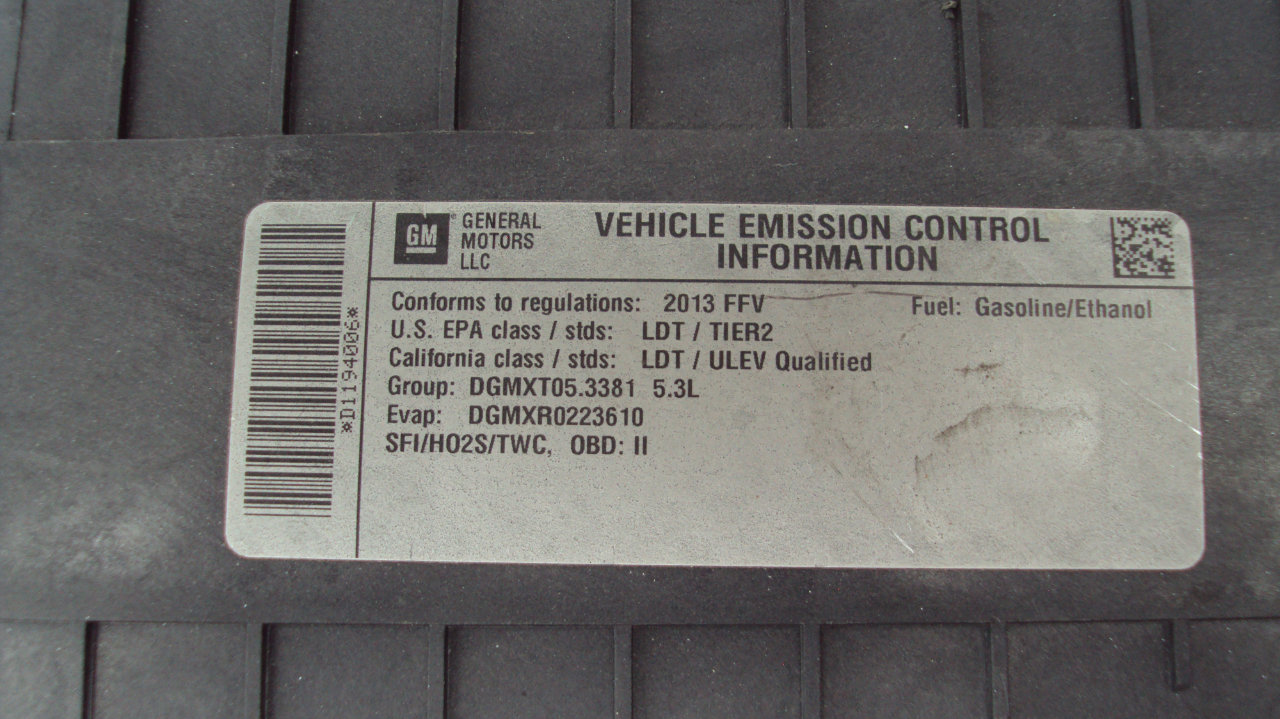 *D1194006*
GM
GENERAL
MOTORS
LLC
VEHICLE EMISSION CONTROL
INFORMATION
Conforms to regulations: 2013 FFV Fuel: Gasoline/Ethanol
U.S. EPA class / stds: LDT / TIER2
California class / stds: LDT / ULEV Qualified
Group: DGMXT05.3381 5.3L
Evap: DGMXR0223610
SFI/HO2S/TWC, OBD: II